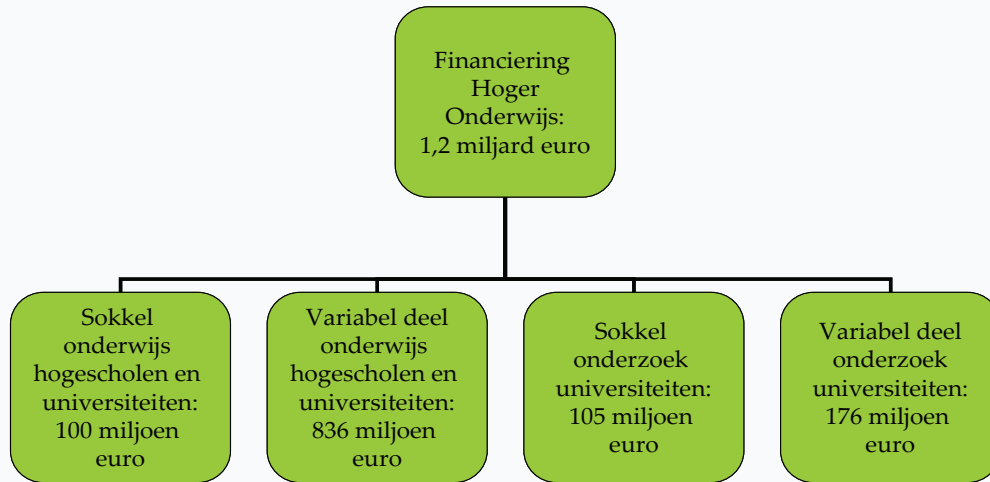 Financiering
Hoger
Onderwijs:
1,2 miljard euro
Sokkel
onderwijs
hogescholen en
universiteiten:
100 miljoen
euro
Variabel deel
onderwijs
hogescholen en
universiteiten:
836 miljoen
euro
Sokkel
onderzoek
universiteiten:
105 miljoen
euro
Variabel deel
onderzoek
universiteiten:
176 miljoen
euro